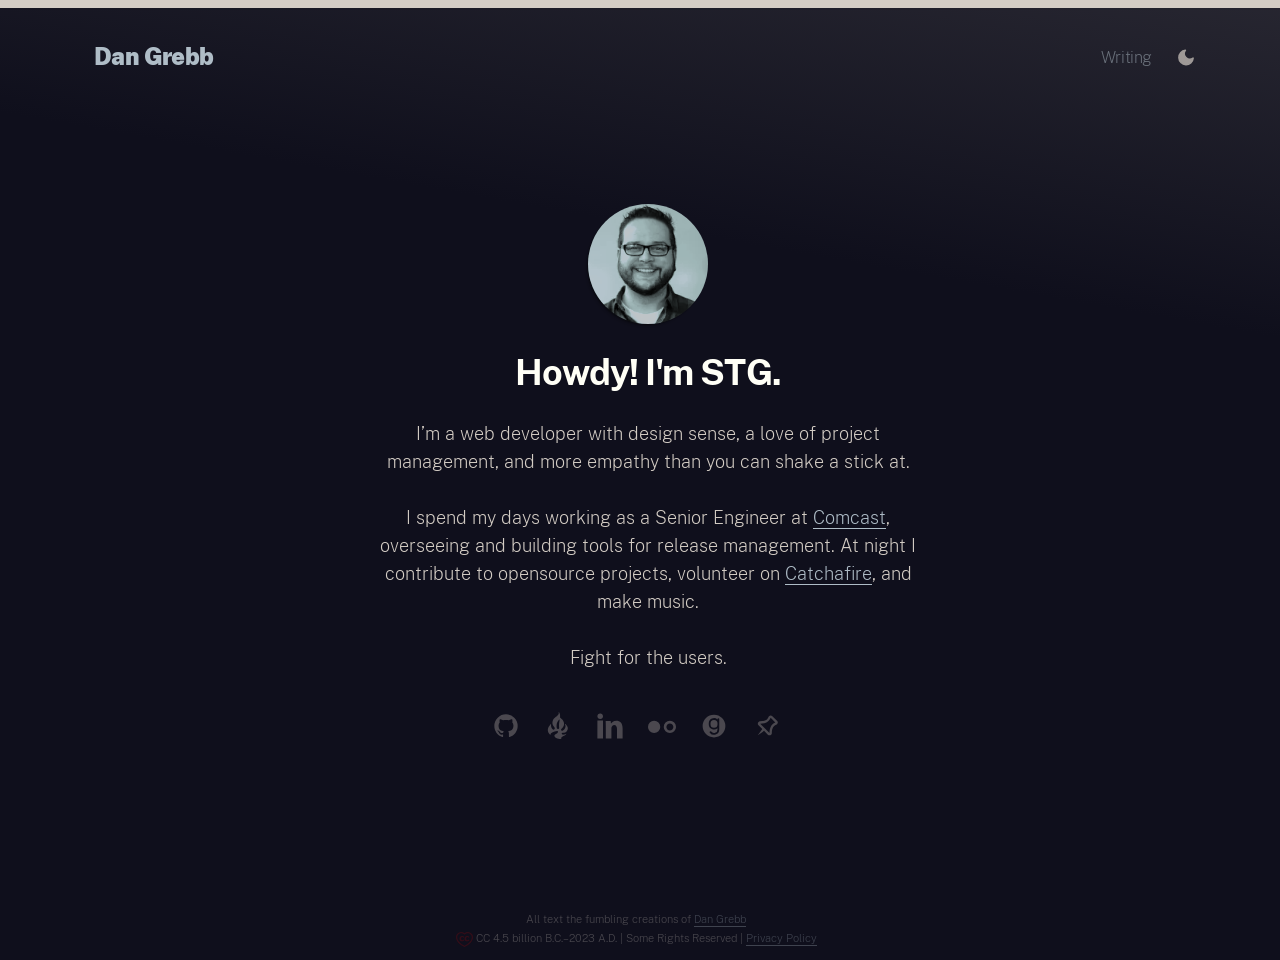 Dan Grebb
Writing
Howdy! I'm STG.
I’m a web developer with design sense, a love of project
management, and more empathy than you can shake a stick at.
I spend my days working as a Senior Engineer at Comcast,
overseeing and building tools for release management. At night I
contribute to opensource projects, volunteer on Catchafire, and
make music.
Fight for the users.
All text the fumbling creations of Dan Grebb
CC 4.5 billion B.C.–2023 A.D. | Some Rights Reserved | Privacy Policy